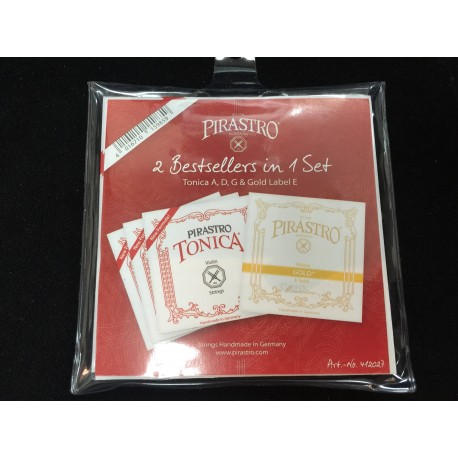 PIRASTRO
2 Bestsellers in 1 Set
Tonica A, D, G & Gold Label E
PIRASTRO
TONICA
Violin
Strings
PIRASTRO
GOLD
Strings Handmade in Germany
www.pirastro.com
Art.-No. 412027